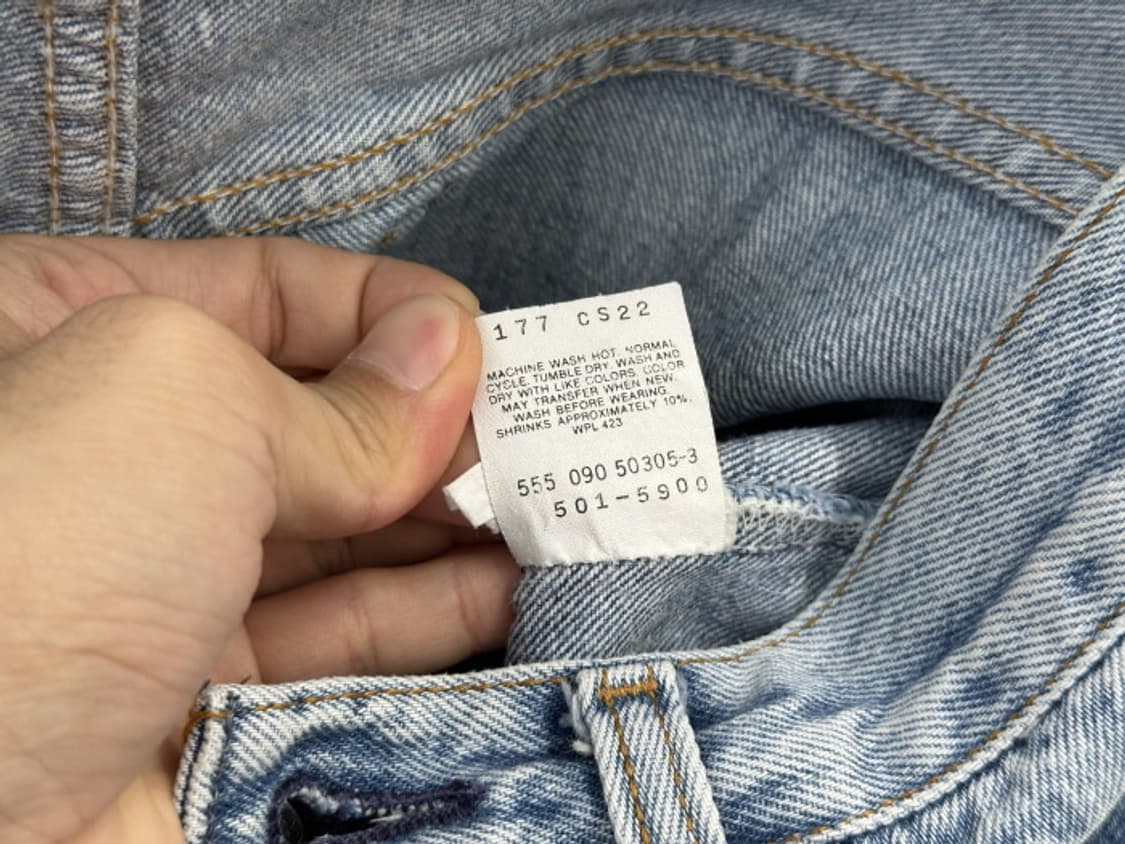 177 CS22
MACHINE WASH HOT, NORMAL
CYCLE, TUMBLE DRY. WASH AND
DRY WITH LIKE COLORS. COLOR
MAY TRANSFER WHEN NEW.
WASH BEFORE WEARING.
SHRINKS APPROXIMATELY 10%.
WPL 423
555 090 50305-3
501-5900